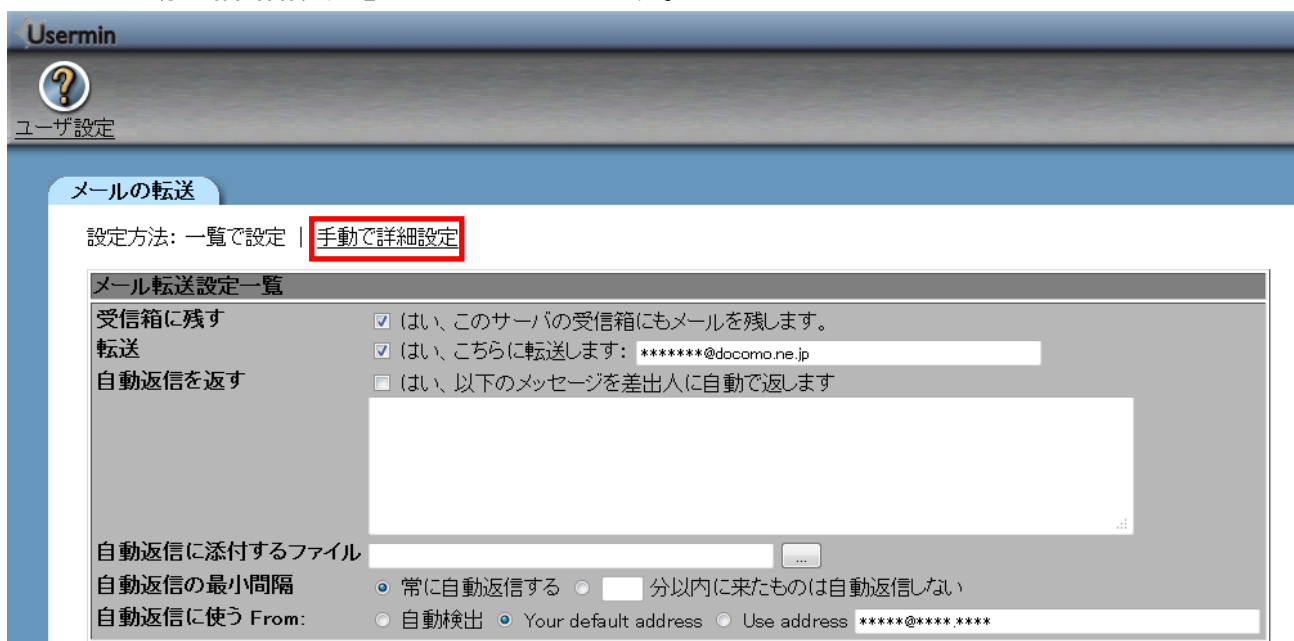 Usermin
ユーザ設定
メールの転送
設定方法: 一覧で設定 | 手動で詳細設定
メール転送設定一覧
受信箱に残す はい、このサーバの受信箱にもメールを残します。
転送 はい、こちらに転送します: *******@docomo.ne.jp
自動返信を返す はい、以下のメッセージを差出人に自動で返します
自動返信に添付するファイル ...
自動返信の最小間隔 常に自動返信する 分以内に来たものは自動返信しない
自動返信に使う From: 自動検出 Your default address Use address *****@****.****